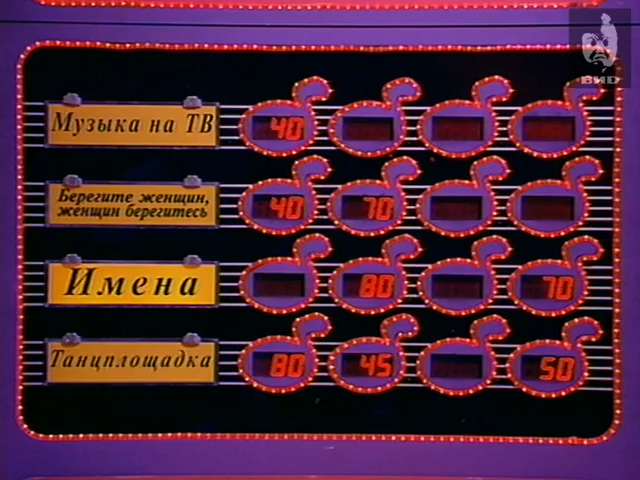 ВИD
Музыка на ТВ
40
Берегите женщин,
женщин берегитесь
40 70
Имена
80 70
Танцплощадка
80 45 50